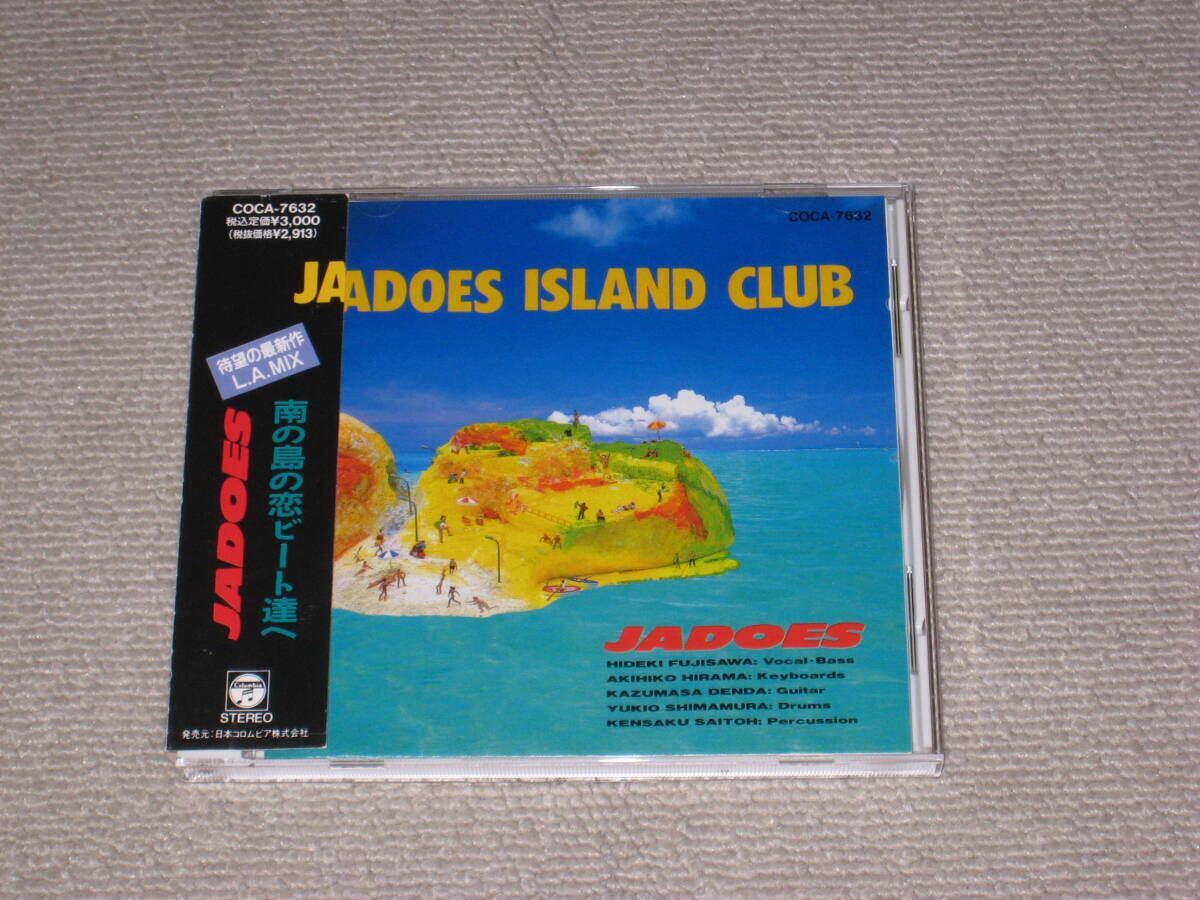 COCA-7632
税込定価¥3,000
(税抜価格¥2,913)
JA
待望の最新作
L.A.MIX
南の島の恋ビート達へ
JADOES
Columbia
STEREO
発売元:日本コロムビア株式会社
COCA-7632
ADOES ISLAND CLUB
JADOES
HIDEKI FUJISAWA: Vocal·Bass
AKIHIKO HIRAMA: Keyboards
KAZUMASA DENDA: Guitar
YUKIO SHIMAMURA: Drums
KENSAKU SAITOH: Percussion